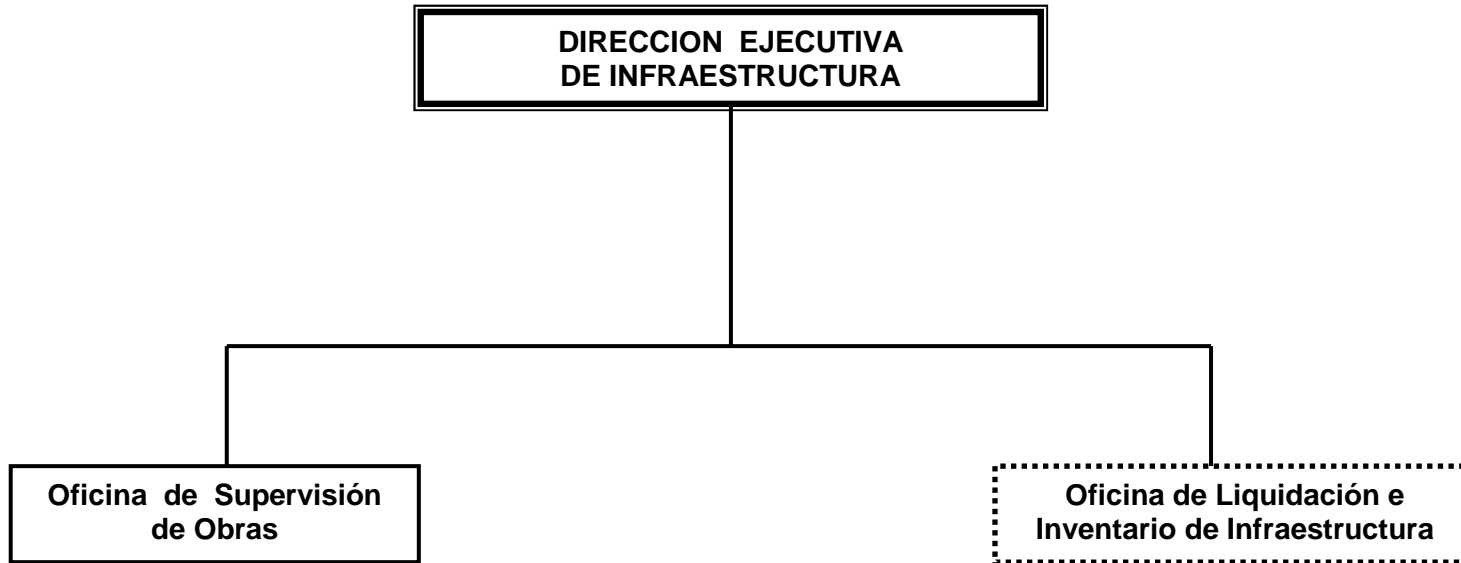 DIRECCION EJECUTIVA
DE INFRAESTRUCTURA
Oficina de Supervisión
de Obras
Oficina de Liquidación e
Inventario de Infraestructura